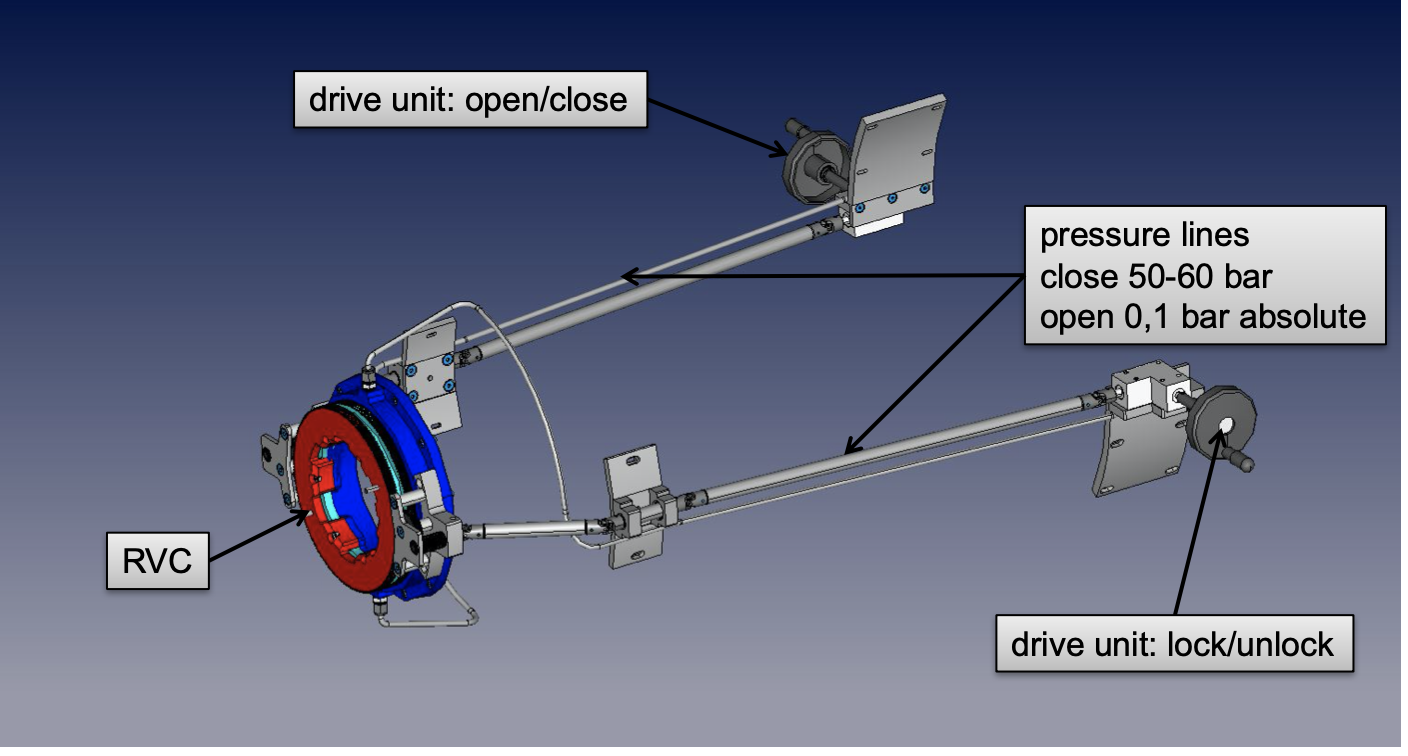 drive unit: open/close
pressure lines
close 50-60 bar
open 0,1 bar absolute
RVC
drive unit: lock/unlock